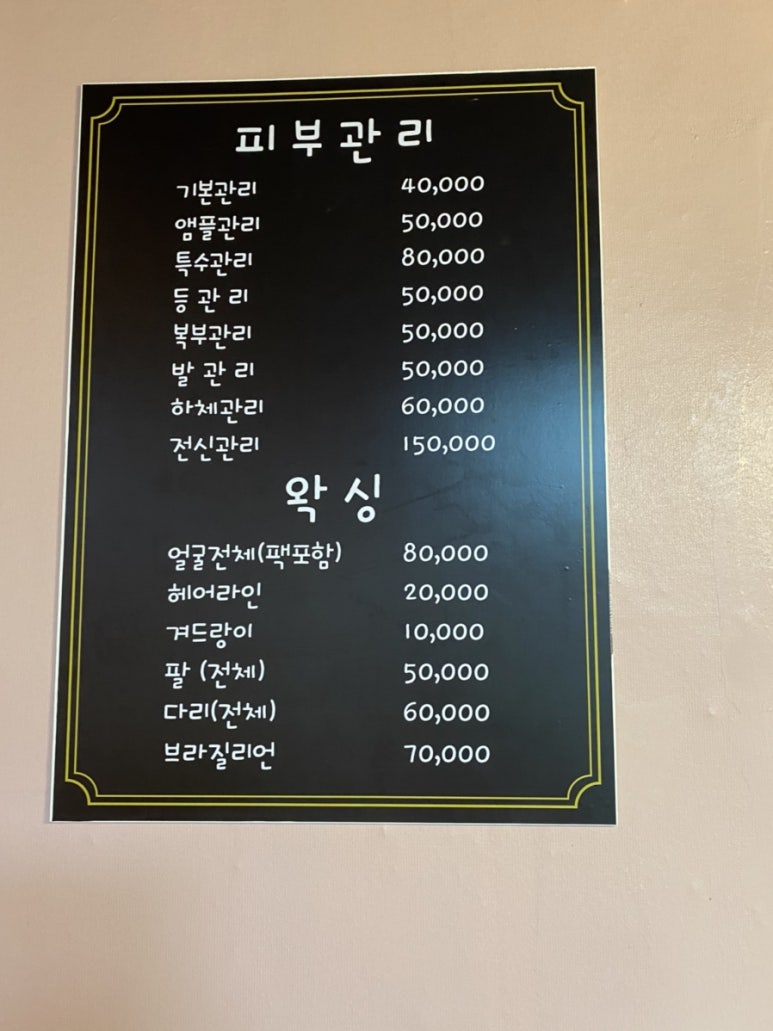 피부관리
기본관리 40,000
앰플관리 50,000
특수관리 80,000
등 관 리 50,000
복부관리 50,000
발 관 리 50,000
하체관리 60,000
전신관리 150,000
왁싱
얼굴전체(팩포함) 80,000
헤어라인 20,000
겨드랑이 10,000
팔 (전체) 50,000
다리(전체) 60,000
브라질리언 70,000